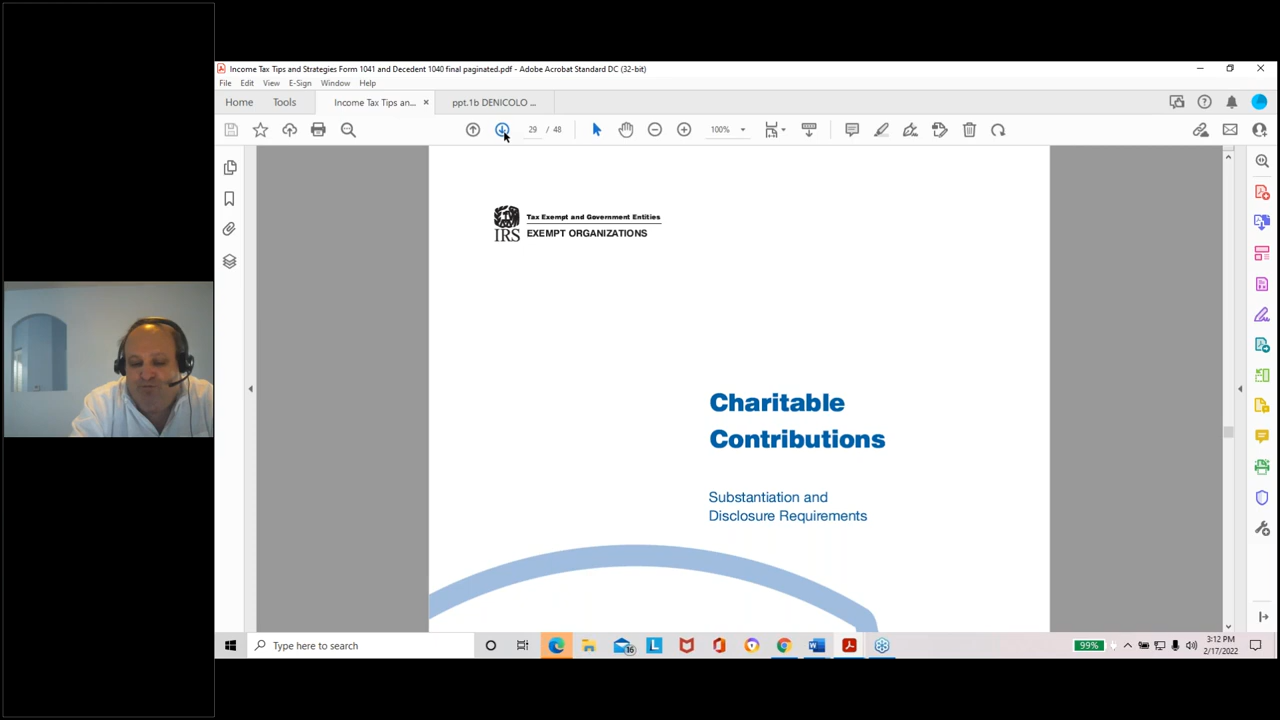 Income Tax Tips and Strategies Form 1041 and Decedent 1040 final paginated.pdf - Adobe Acrobat Standard DC (32-bit)
File Edit View E-Sign Window Help
Home Tools Income Tax Tips an... × ppt.1b DENICOLO ...
29 / 48 100%
Tax Exempt and Government Entities
IRS EXEMPT ORGANIZATIONS
Charitable
Contributions
Substantiation and
Disclosure Requirements
Type here to search
16
L
99%
3:12 PM
2/17/2022